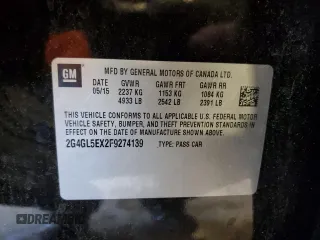 GM
MFD BY GENERAL MOTORS OF CANADA LTD.
DATE GVWR GAWR FRT GAWR RR
05/15 2237 KG 1153 KG 1084 KG
4933 LB 2542 LB 2391 LB
THIS VEHICLE CONFORMS TO ALL APPLICABLE U.S. FEDERAL MOTOR
VEHICLE SAFETY, BUMPER, AND THEFT PREVENTION STANDARDS IN
EFFECT ON THE DATE OF MANUFACTURE SHOWN ABOVE.
2G4GL5EX2F9274139 TYPE: PASS CAR